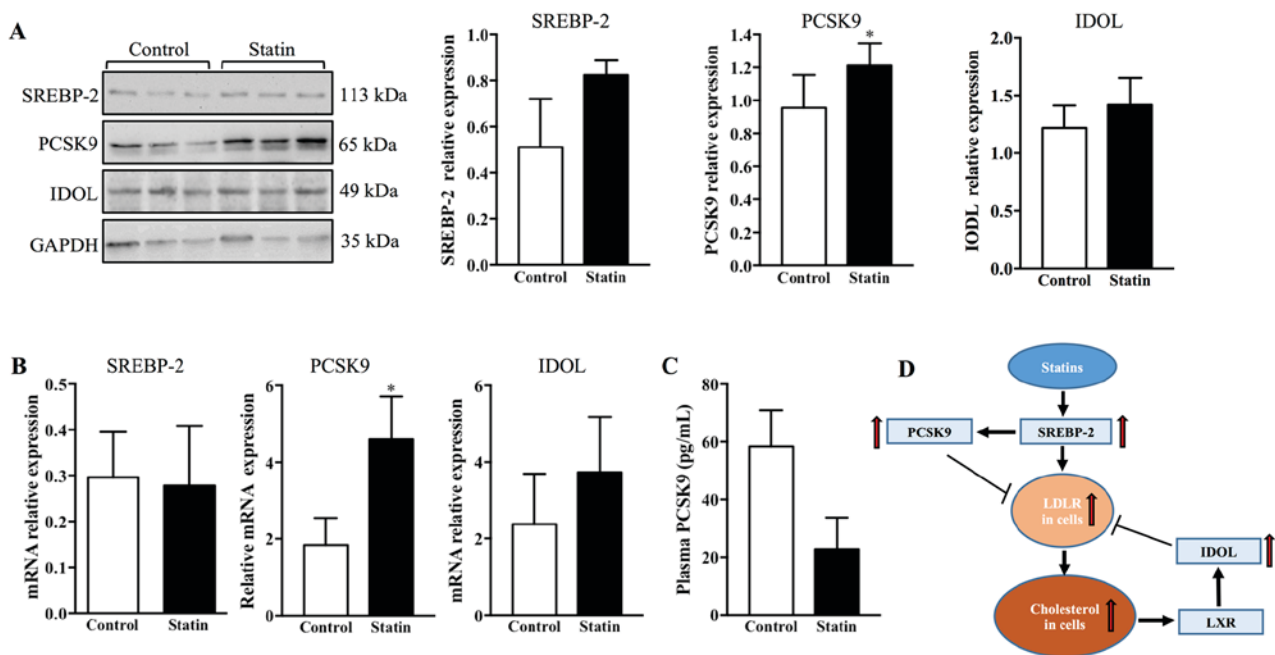 A
Control Statin
SREBP-2 113 kDa
PCSK9 65 kDa
IDOL 49 kDa
GAPDH 35 kDa
SREBP-2
SREBP-2 relative expression
1.0
0.8
0.6
0.4
0.2
0.0
Control Statin
PCSK9
PCSK9 relative expression
1.4
1.2
1.0
0.8
0.6
0.4
0.2
0.0
*
Control Statin
IDOL
IODL relative expression
2.0
1.5
1.0
0.5
0.0
Control Statin
B
SREBP-2
mRNA relative expression
0.5
0.4
0.3
0.2
0.1
0.0
Control Statin
PCSK9
Relative mRNA expression
6
4
2
0
*
Control Statin
IDOL
mRNA relative expression
6
4
2
0
Control Statin
C
Plasma PCSK9 (pg/mL)
80
60
40
20
0
Control Statin
D
Statins
PCSK9
SREBP-2
LDLR
in cells
IDOL
Cholesterol
in cells
LXR